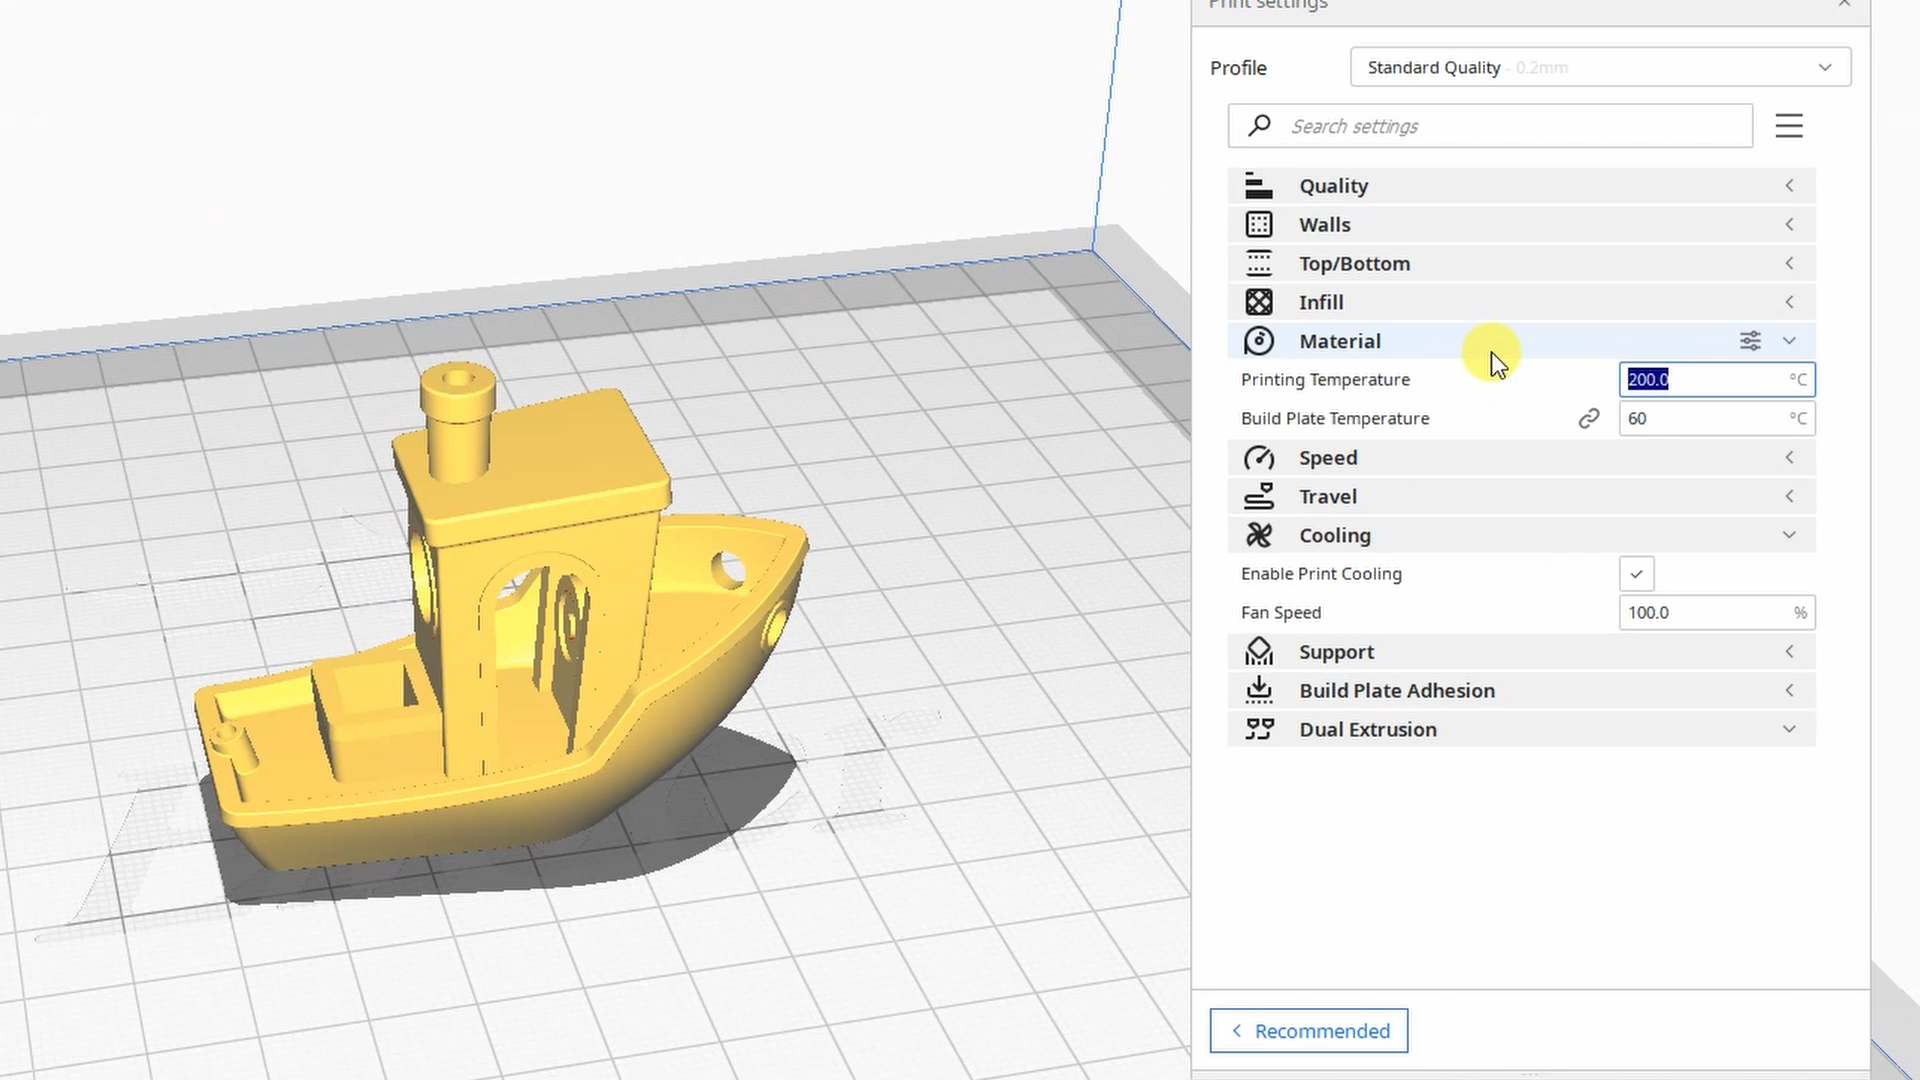 Print settings
Profile
Standard Quality - 0.2mm
Search settings
Quality
Walls
Top/Bottom
Infill
Material
Printing Temperature 200.0 °C
Build Plate Temperature 60 °C
Speed
Travel
Cooling
Enable Print Cooling
Fan Speed 100.0 %
Support
Build Plate Adhesion
Dual Extrusion
Recommended